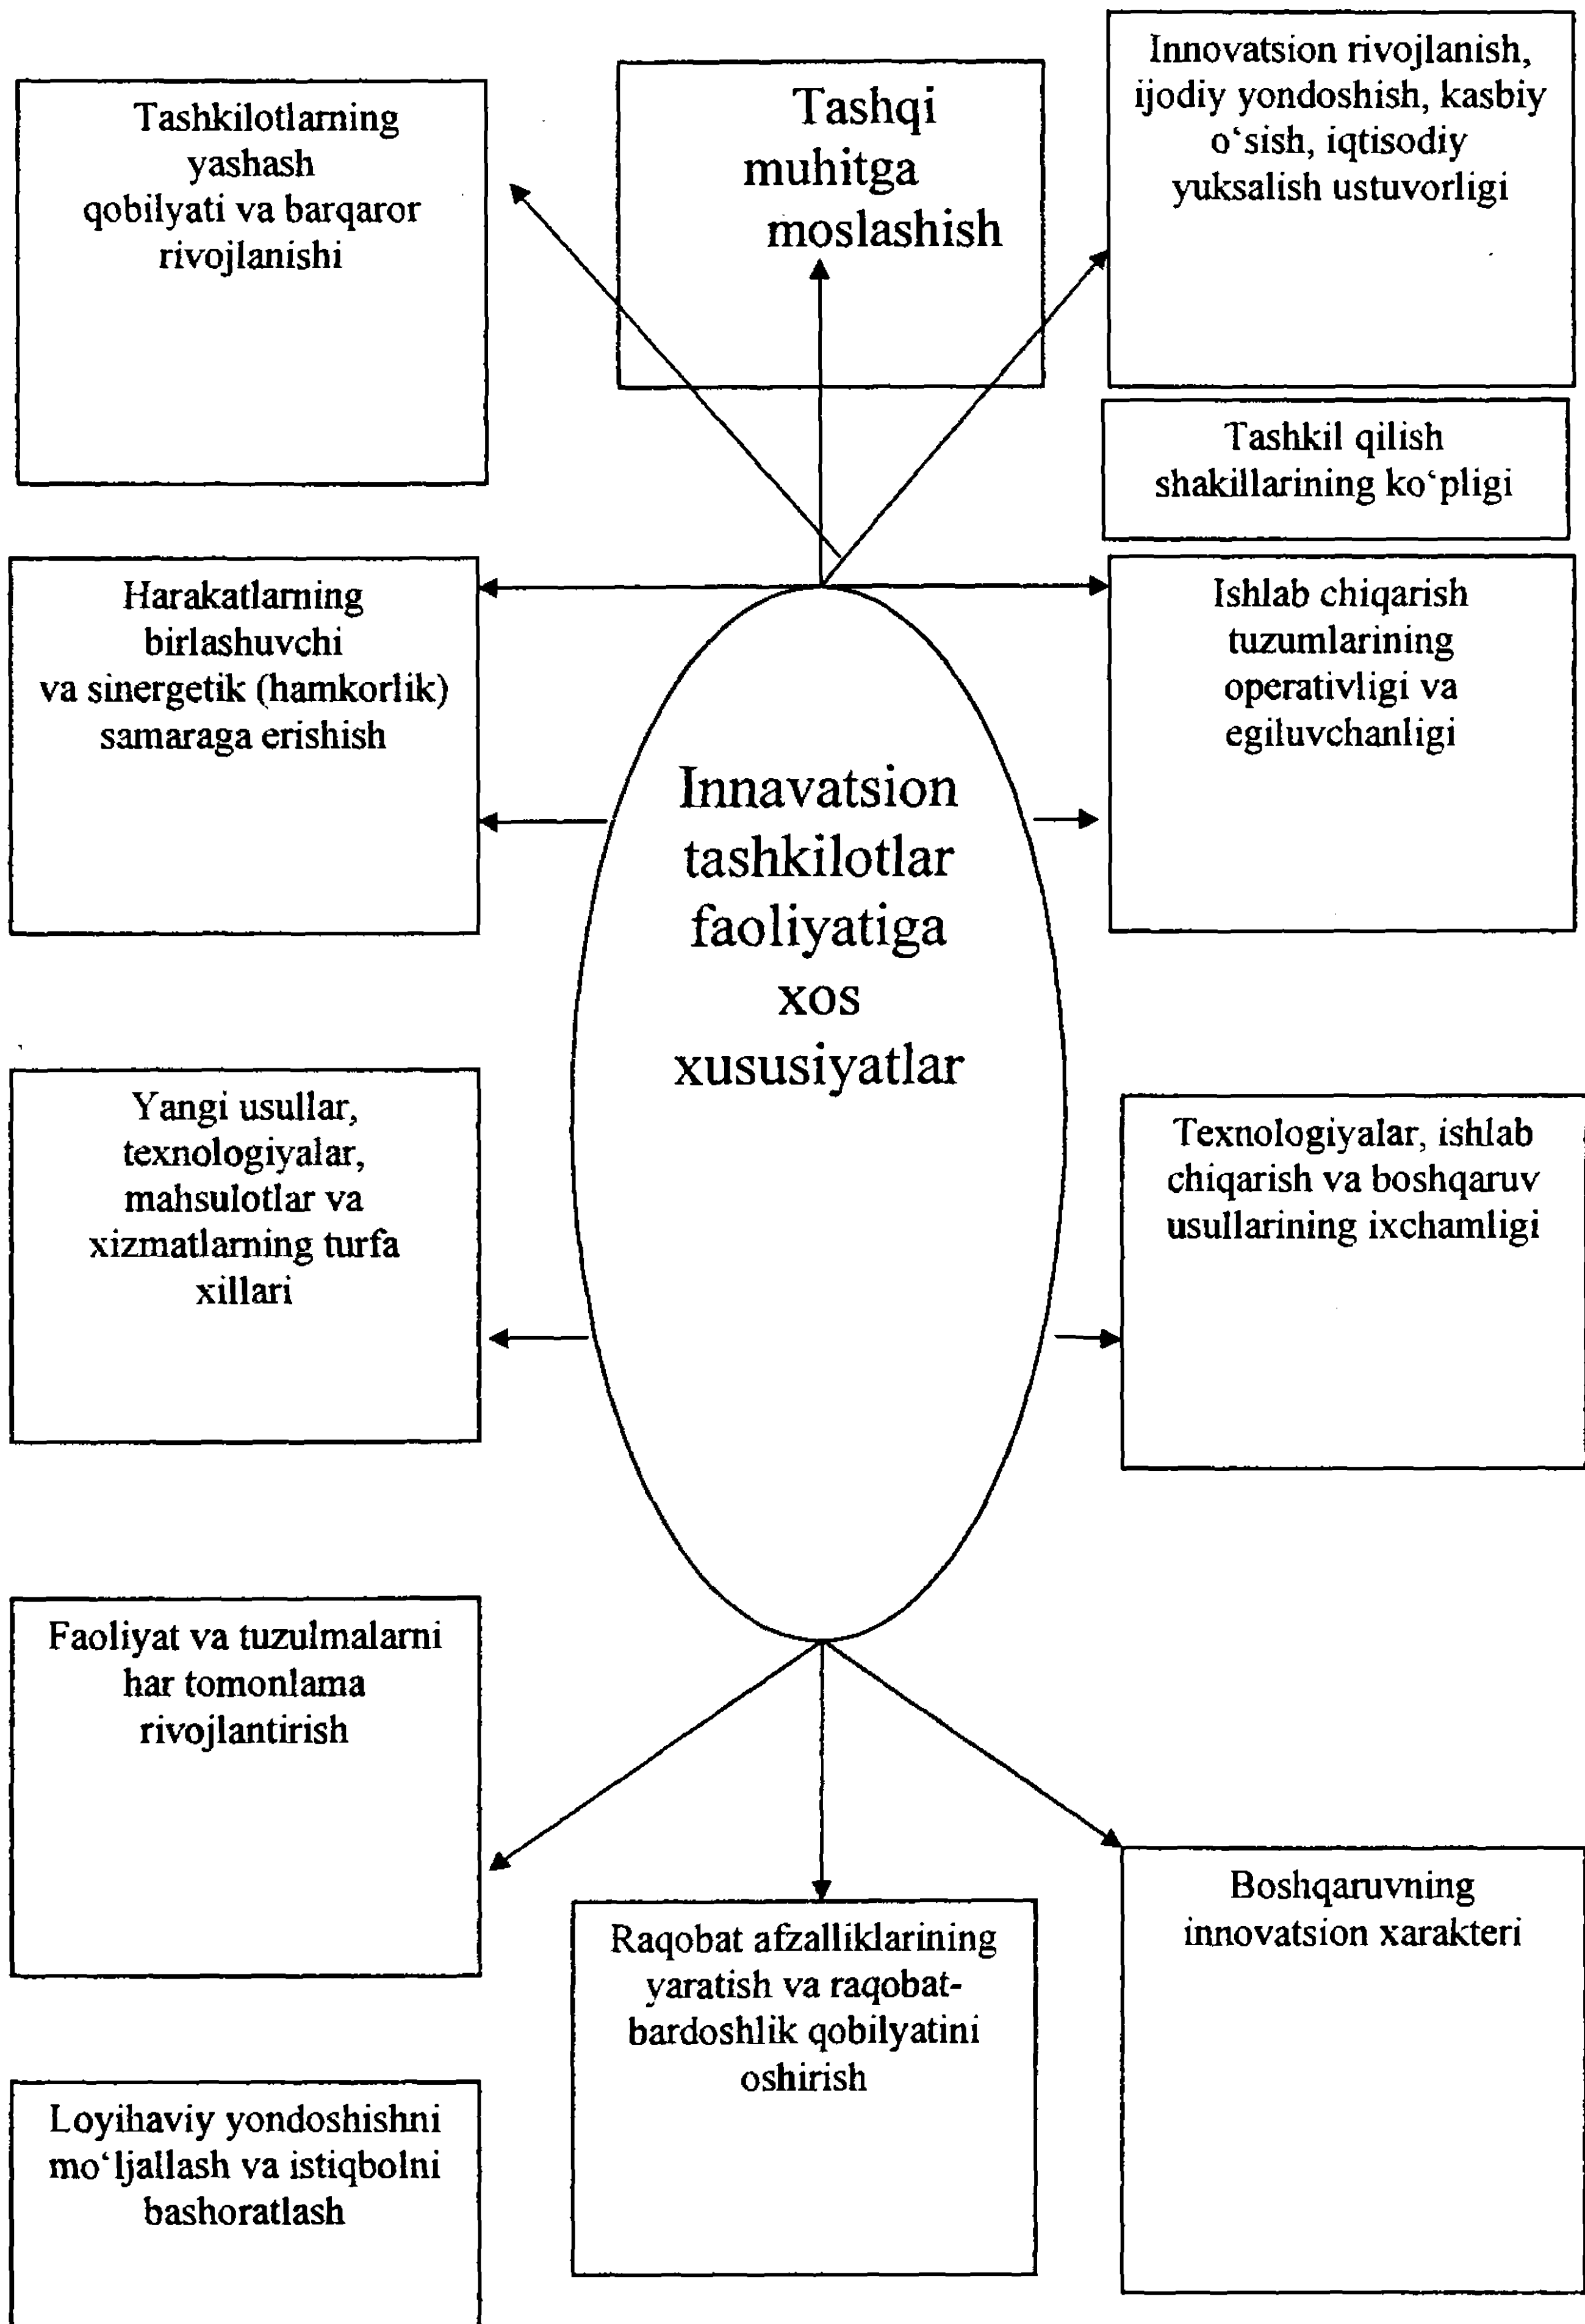 Tashkilotlarning
yashash
qobilyati va barqaror
rivojlanishi
Tashqi
muhitga
moslashish
Innovatsion rivojlanish,
ijodiy yondoshish, kasbiy
o‘sish, iqtisodiy
yuksalish ustuvorligi
Tashkil qilish
shakillarining ko‘pligi
Harakatlarning
birlashuvchi
va sinergetik (hamkorlik)
samaraga erishish
Ishlab chiqarish
tuzumlarining
operativligi va
egiluvchanligi
Innavatsion
tashkilotlar
faoliyatiga
xos
xususiyatlar
Yangi usullar,
texnologiyalar,
mahsulotlar va
xizmatlarning turfa
xillari
Texnologiyalar, ishlab
chiqarish va boshqaruv
usullarining ixchamligi
Faoliyat va tuzulmalarni
har tomonlama
rivojlantirish
Raqobat afzalliklarining
yaratish va raqobat-
bardoshlik qobilyatini
oshirish
Boshqaruvning
innovatsion xarakteri
Loyihaviy yondoshishni
mo‘ljallash va istiqbolni
bashoratlash